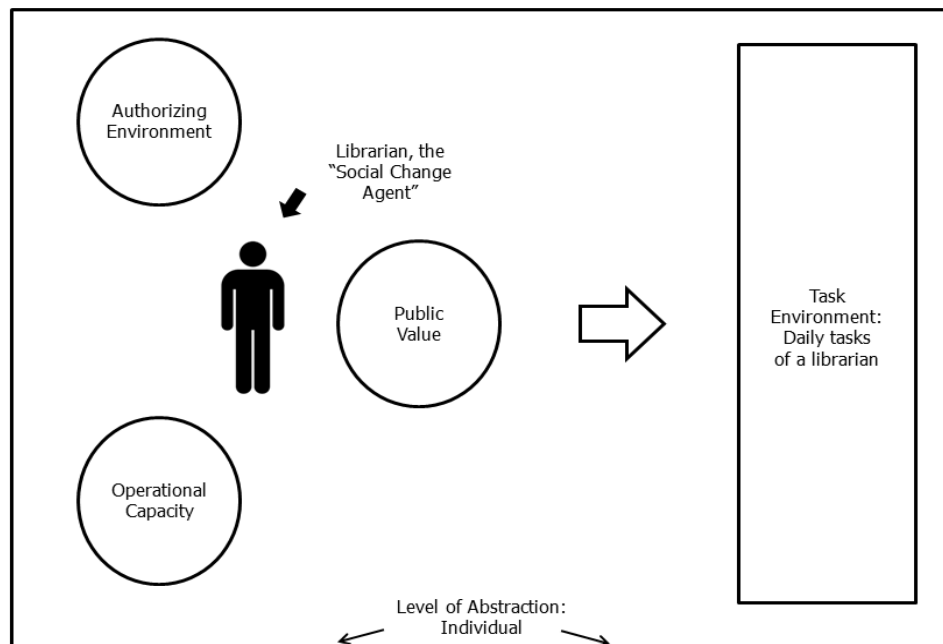 Authorizing
Environment
Librarian, the
“Social Change
Agent”
Public
Value
Task
Environment:
Daily tasks
of a librarian
Operational
Capacity
Level of Abstraction:
Individual